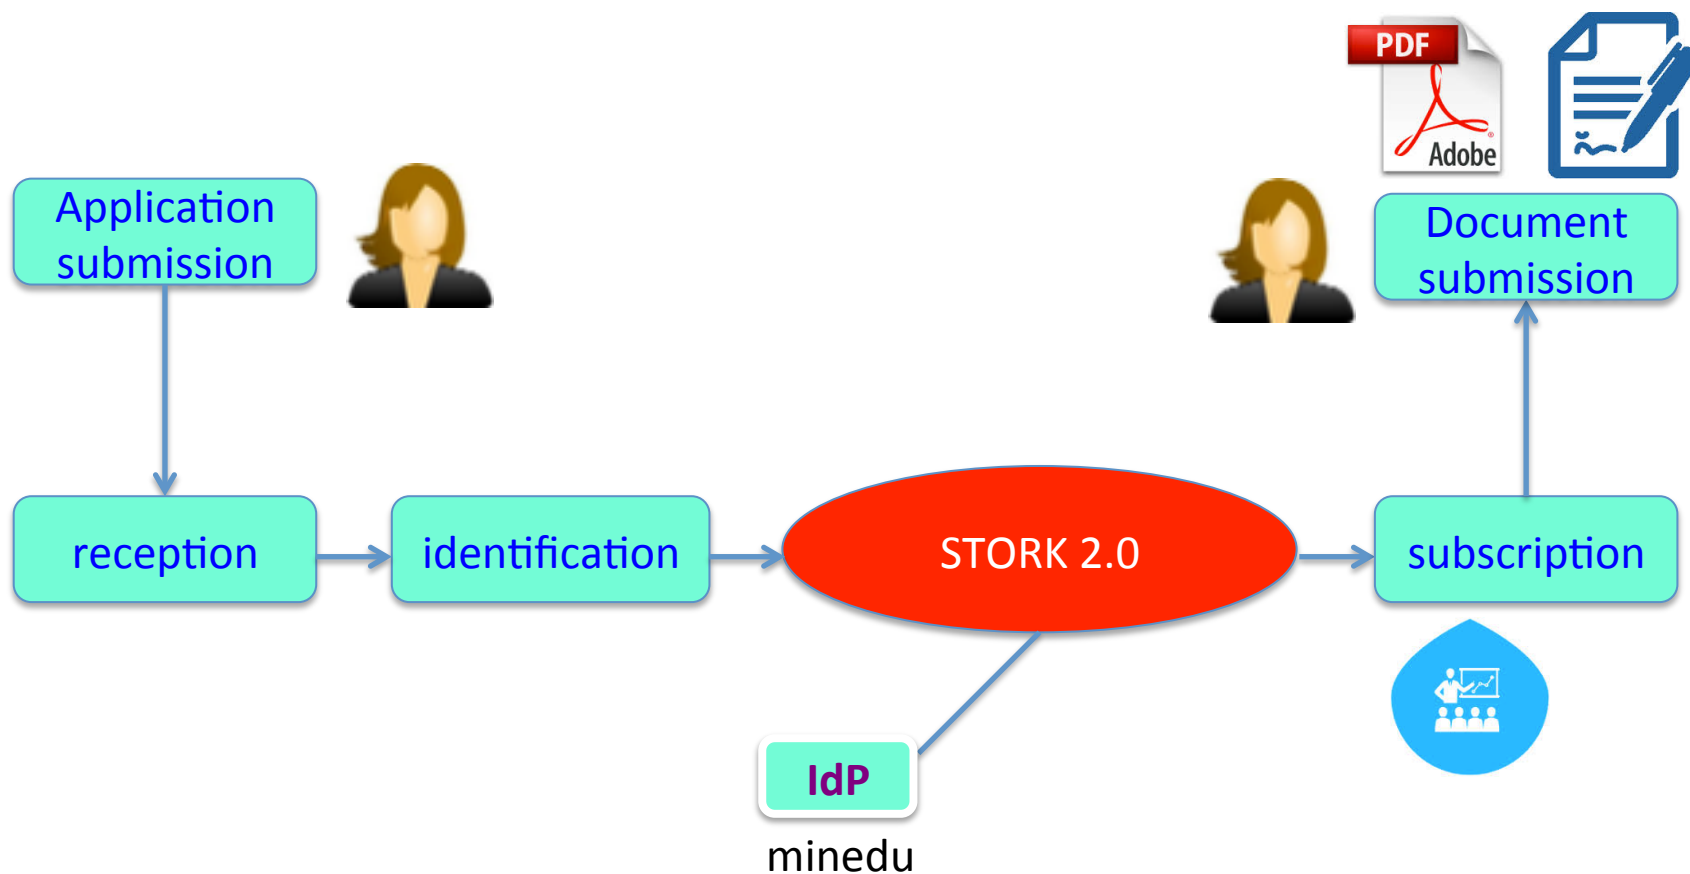 PDF
Adobe
Application
submission
Document
submission
reception
identification
STORK 2.0
subscription
IdP
minedu